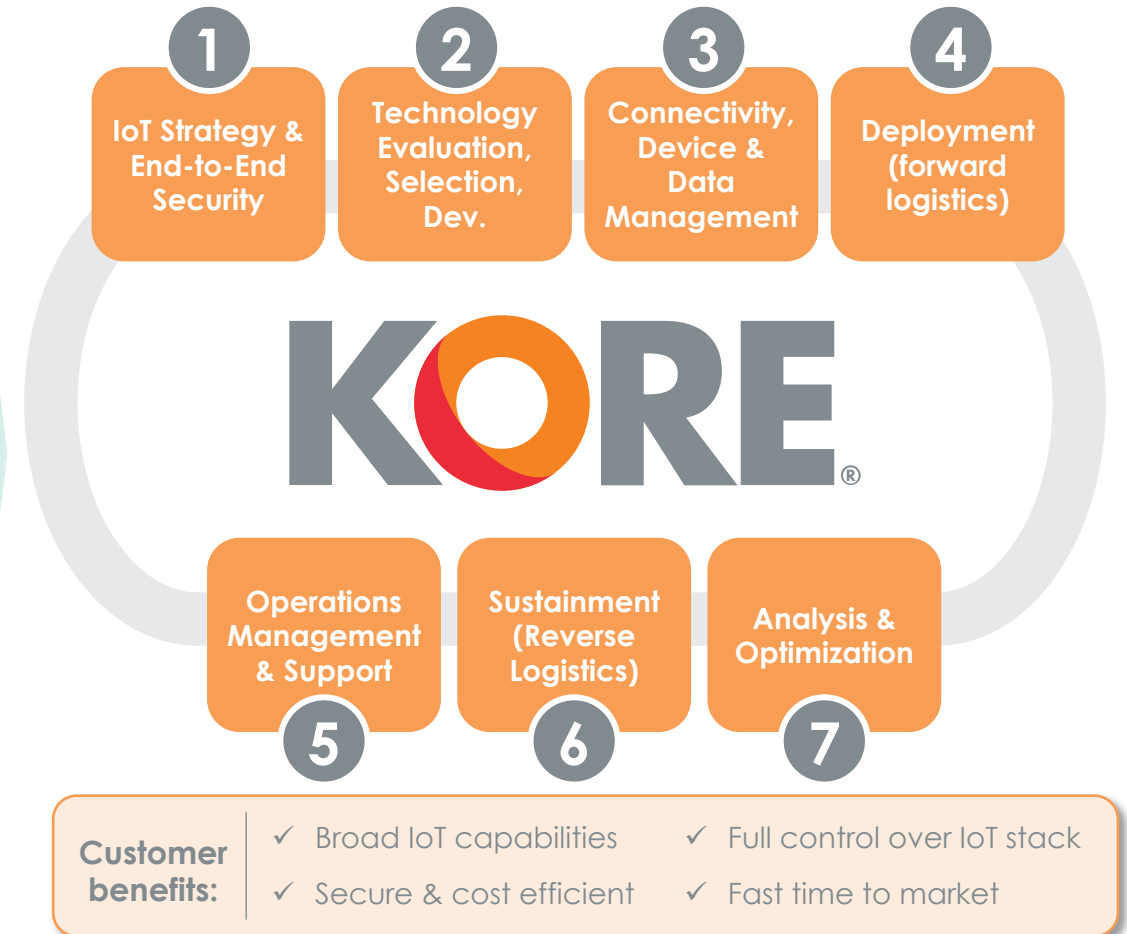 1
IoT Strategy &
End-to-End
Security
2
Technology
Evaluation,
Selection,
Dev.
3
Connectivity,
Device &
Data
Management
4
Deployment
(forward
logistics)
KORE®
Operations
Management
& Support
5
Sustainment
(Reverse
Logistics)
6
Analysis &
Optimization
7
Customer
benefits:
✓ Broad IoT capabilities
✓ Secure & cost efficient
✓ Full control over IoT stack
✓ Fast time to market